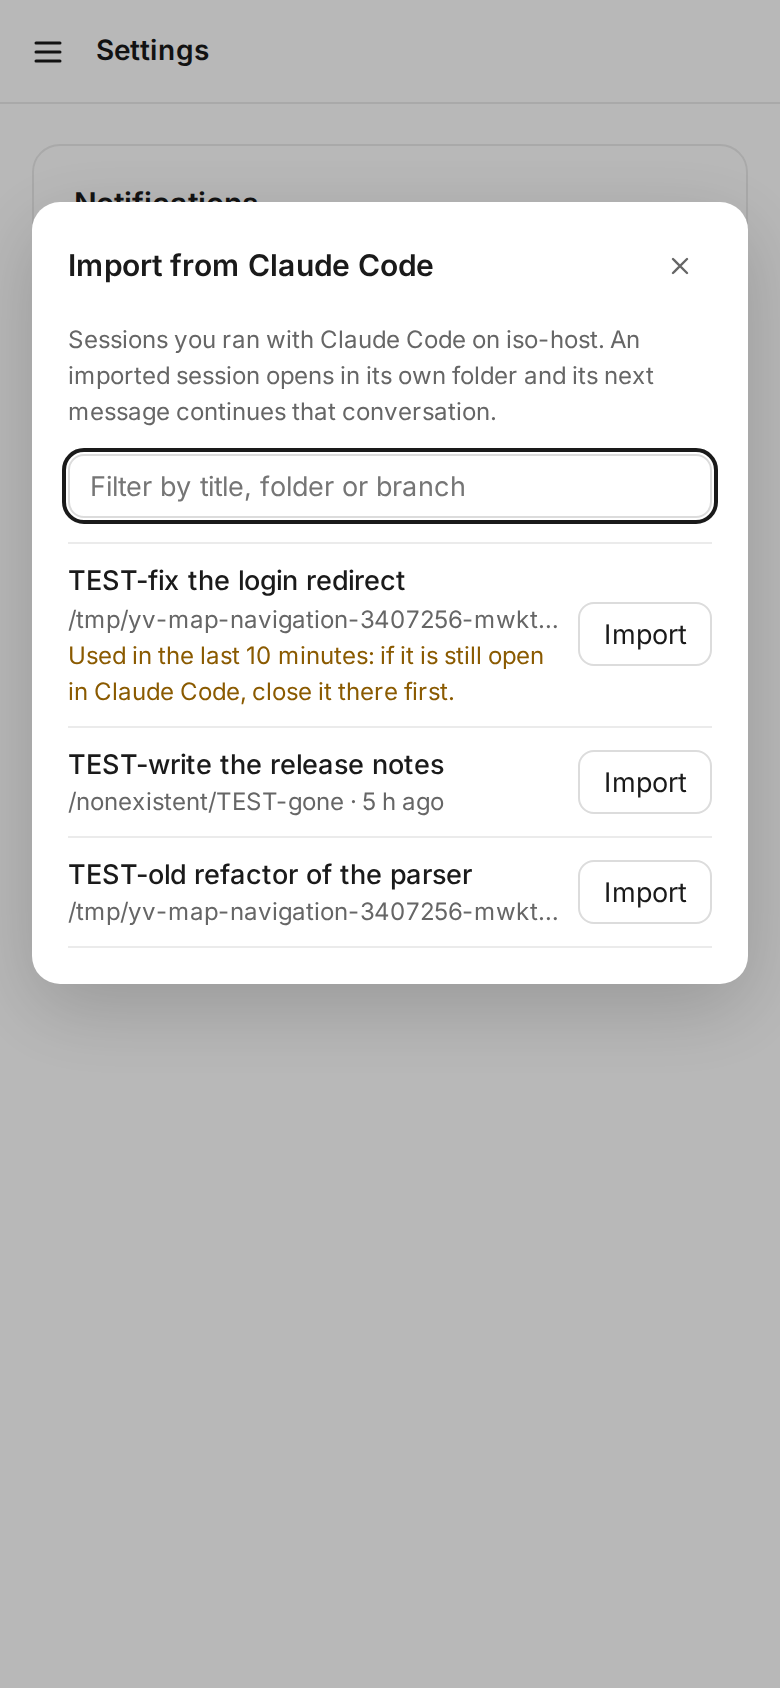 Settings
Notifications
Import from Claude Code
Sessions you ran with Claude Code on iso-host. An
imported session opens in its own folder and its next
message continues that conversation.
Filter by title, folder or branch
TEST-fix the login redirect
/tmp/yv-map-navigation-3407256-mwkt…
Used in the last 10 minutes: if it is still open
in Claude Code, close it there first.
Import
TEST-write the release notes
/nonexistent/TEST-gone · 5 h ago
Import
TEST-old refactor of the parser
/tmp/yv-map-navigation-3407256-mwkt…
Import